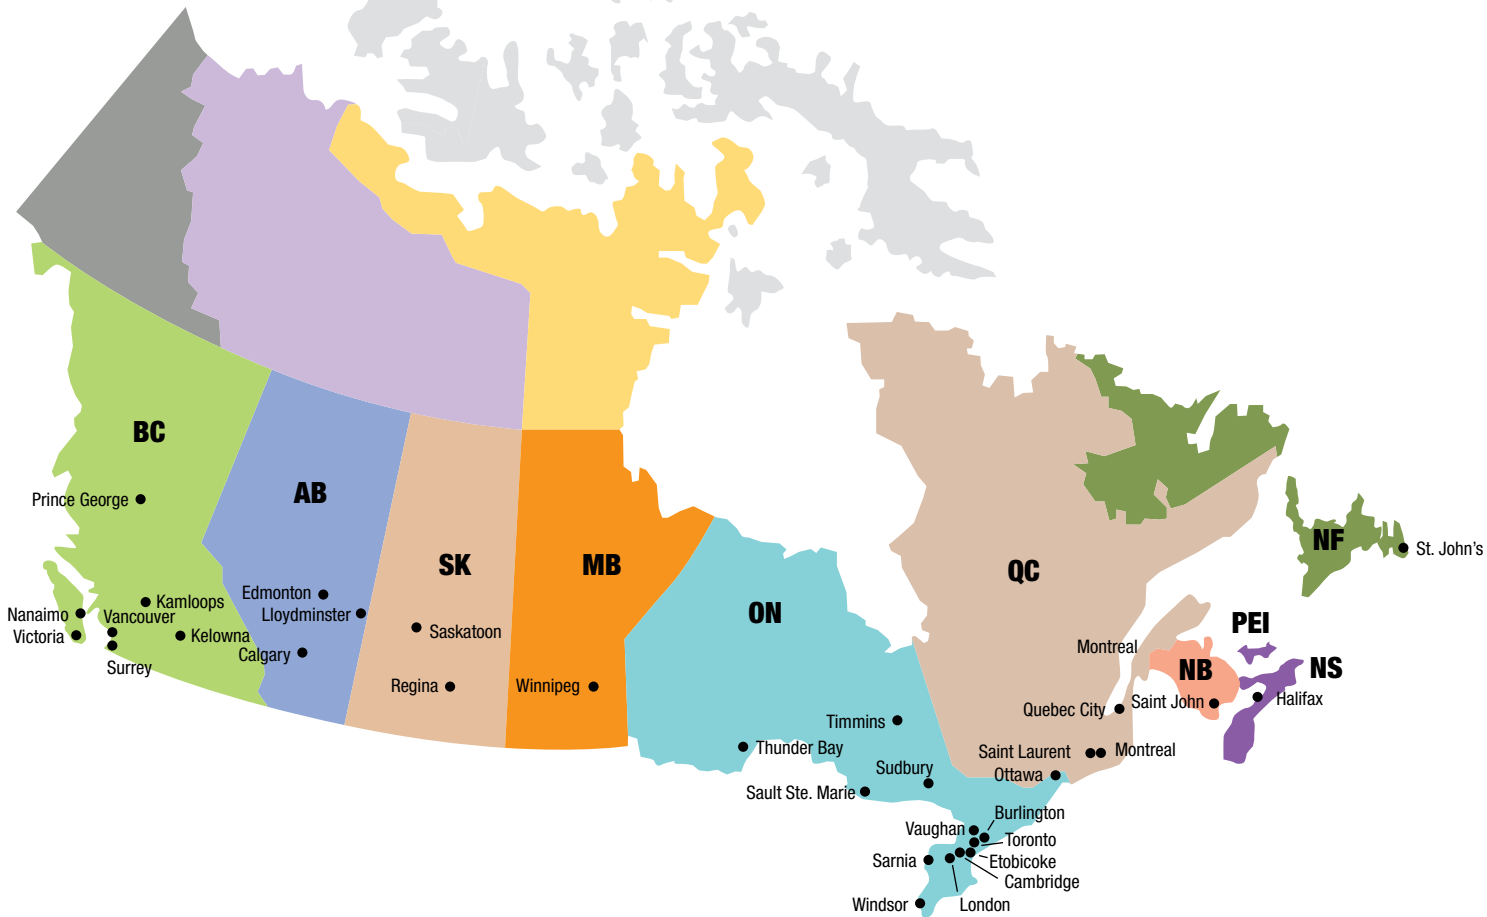 BC
Prince George
AB
SK
MB
ON
QC
NF
St. John’s
Nanaimo
Victoria
Vancouver
Kamloops
Kelowna
Surrey
Edmonton
Lloydminster
Calgary
Saskatoon
Regina
Winnipeg
Montreal
PEI
NB
NS
Saint John
Halifax
Quebec City
Timmins
Thunder Bay
Saint Laurent
Montreal
Sudbury
Ottawa
Sault Ste. Marie
Burlington
Vaughan
Toronto
Sarnia
Etobicoke
Cambridge
Windsor
London